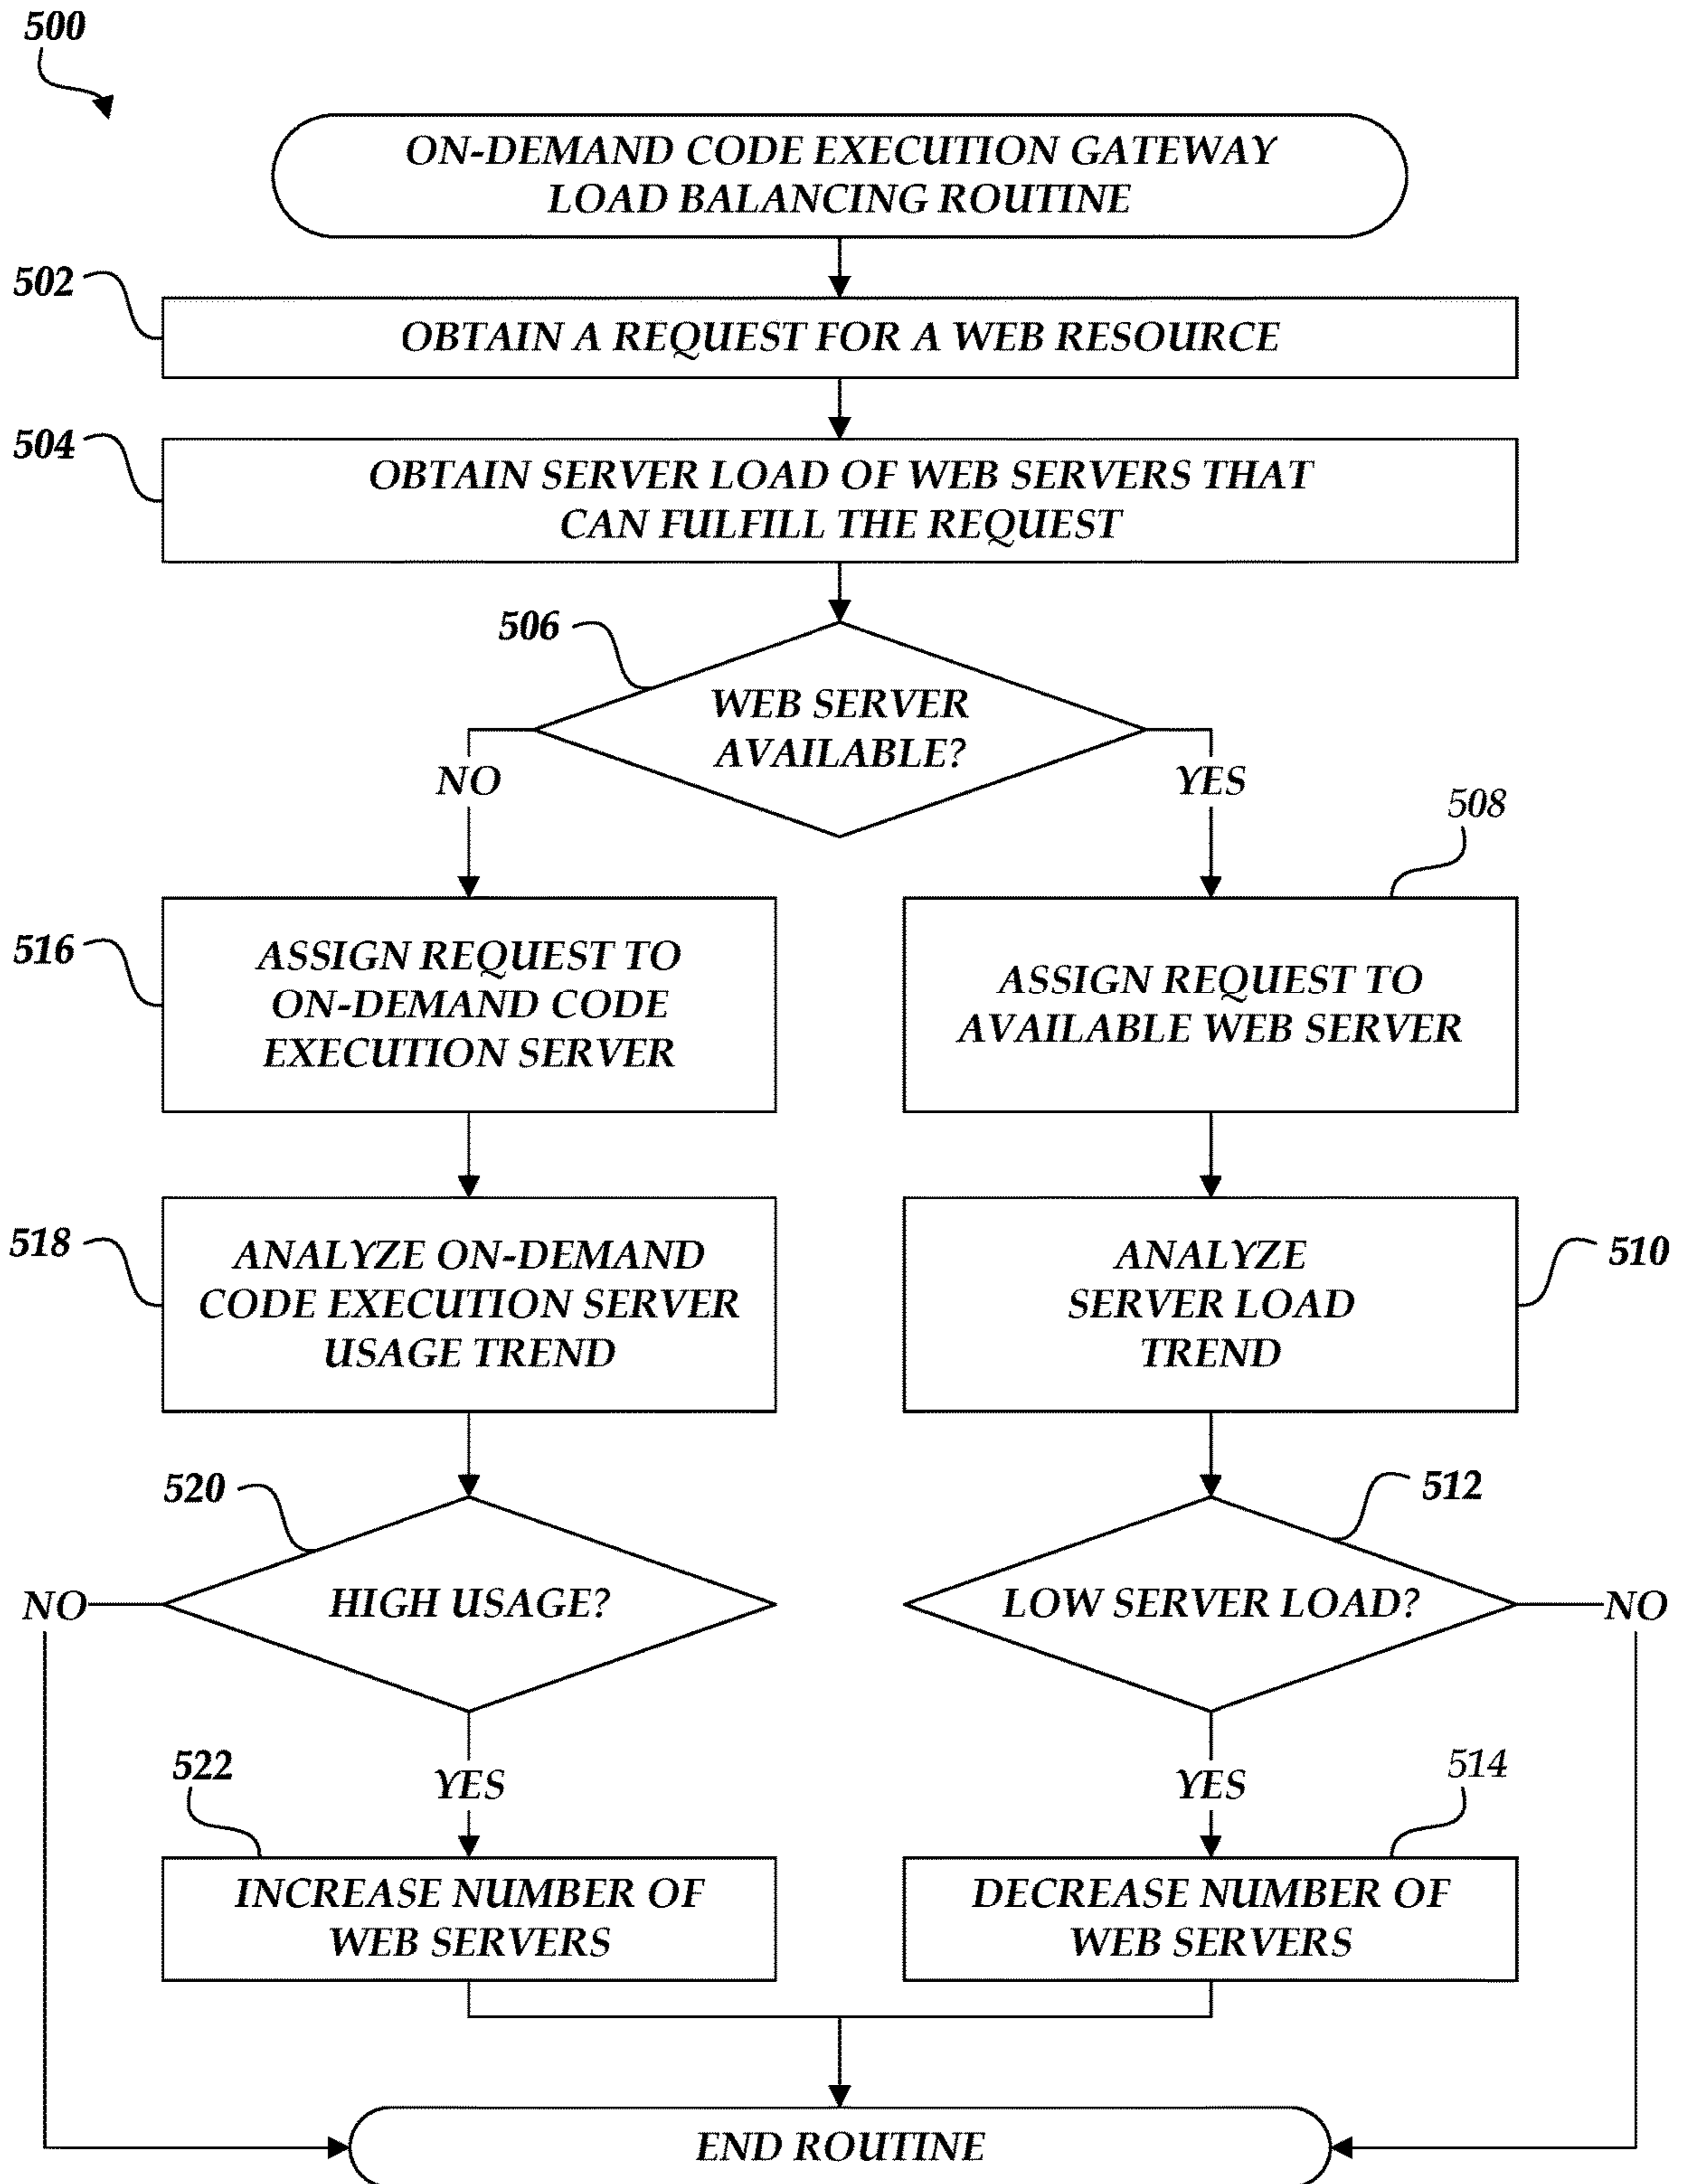 500
ON-DEMAND CODE EXECUTION GATEWAY
LOAD BALANCING ROUTINE
502
OBTAIN A REQUEST FOR A WEB RESOURCE
504
OBTAIN SERVER LOAD OF WEB SERVERS THAT
CAN FULFILL THE REQUEST
506
WEB SERVER
AVAILABLE?
NO
YES
508
516
ASSIGN REQUEST TO
ON-DEMAND CODE
EXECUTION SERVER
ASSIGN REQUEST TO
AVAILABLE WEB SERVER
518
ANALYZE ON-DEMAND
CODE EXECUTION SERVER
USAGE TREND
ANALYZE
SERVER LOAD
TREND
510
520
512
NO
HIGH USAGE?
LOW SERVER LOAD?
NO
522
YES
YES
514
INCREASE NUMBER OF
WEB SERVERS
DECREASE NUMBER OF
WEB SERVERS
END ROUTINE